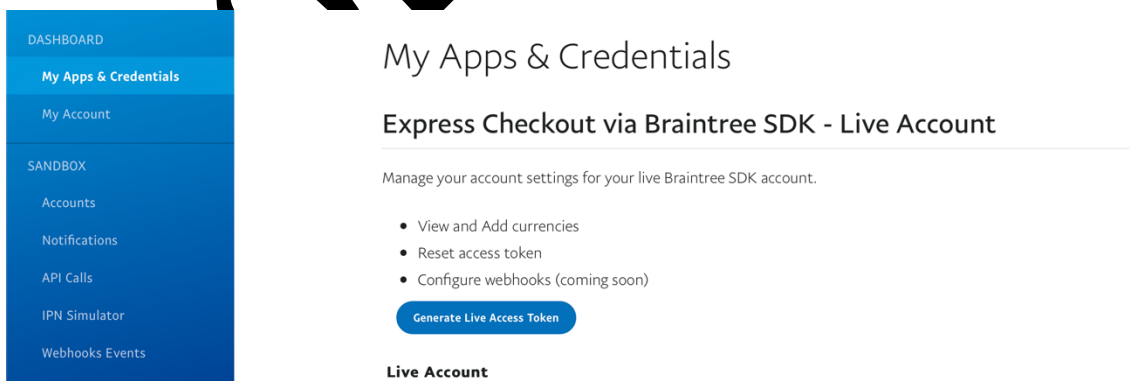 DASHBOARD
My Apps & Credentials
My Account
SANDBOX
Accounts
Notifications
API Calls
IPN Simulator
Webhooks Events
My Apps & Credentials
Express Checkout via Braintree SDK - Live Account
Manage your account settings for your live Braintree SDK account.
• View and Add currencies
• Reset access token
• Configure webhooks (coming soon)
Generate Live Access Token
Live Account